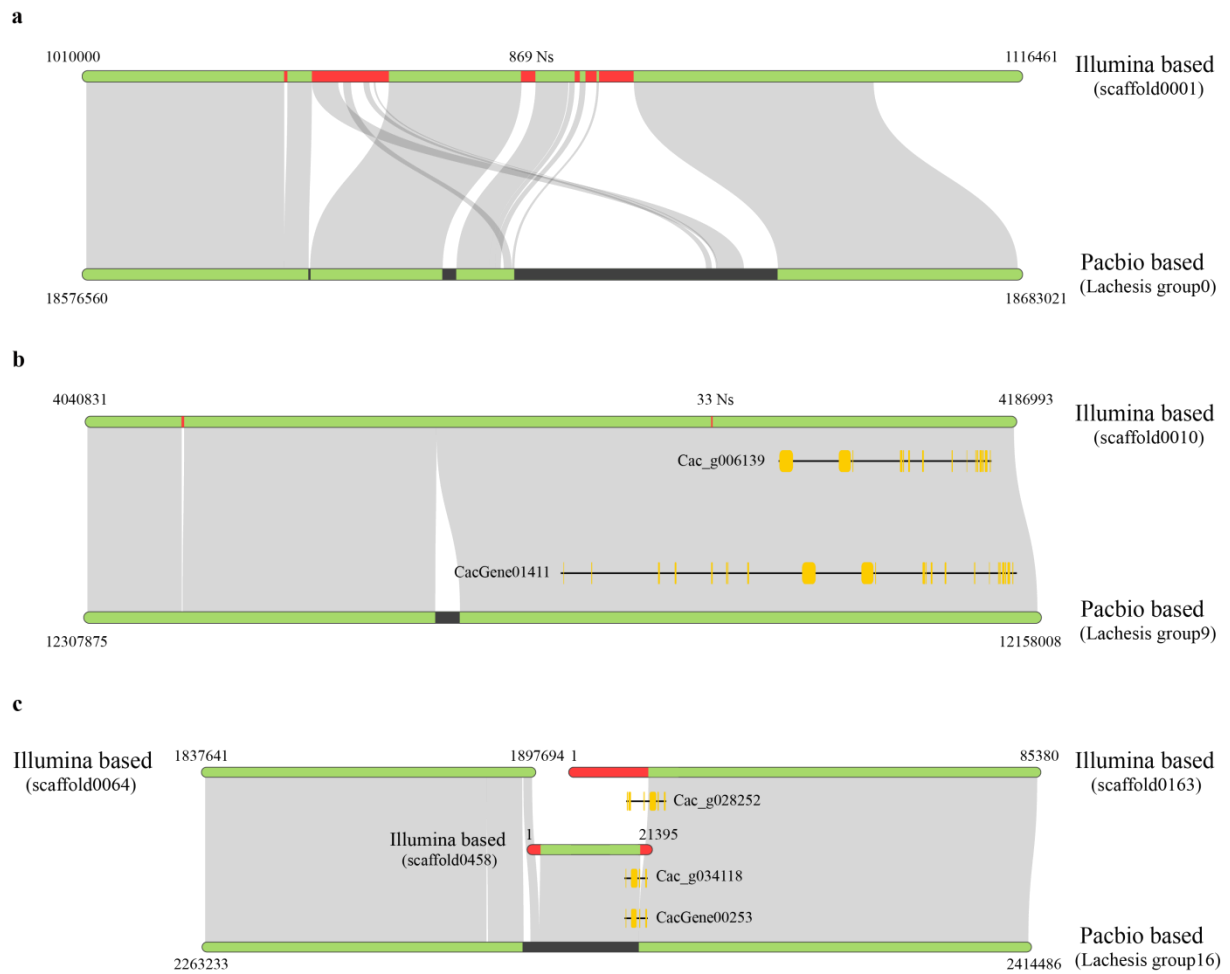 a
1010000
869 Ns
1116461
Illumina based
(scaffold0001)
Pacbio based
(Lachesis group0)
18576560
18683021
b
4040831
33 Ns
4186993
Illumina based
(scaffold0010)
Cac_g006139
CacGene01411
Pacbio based
(Lachesis group9)
12307875
12158008
c
Illumina based
(scaffold0064)
1837641
1897694
1
85380
Illumina based
(scaffold0163)
Cac_g028252
Illumina based
(scaffold0458)
1
21395
Cac_g034118
CacGene00253
Pacbio based
(Lachesis group16)
2263233
2414486